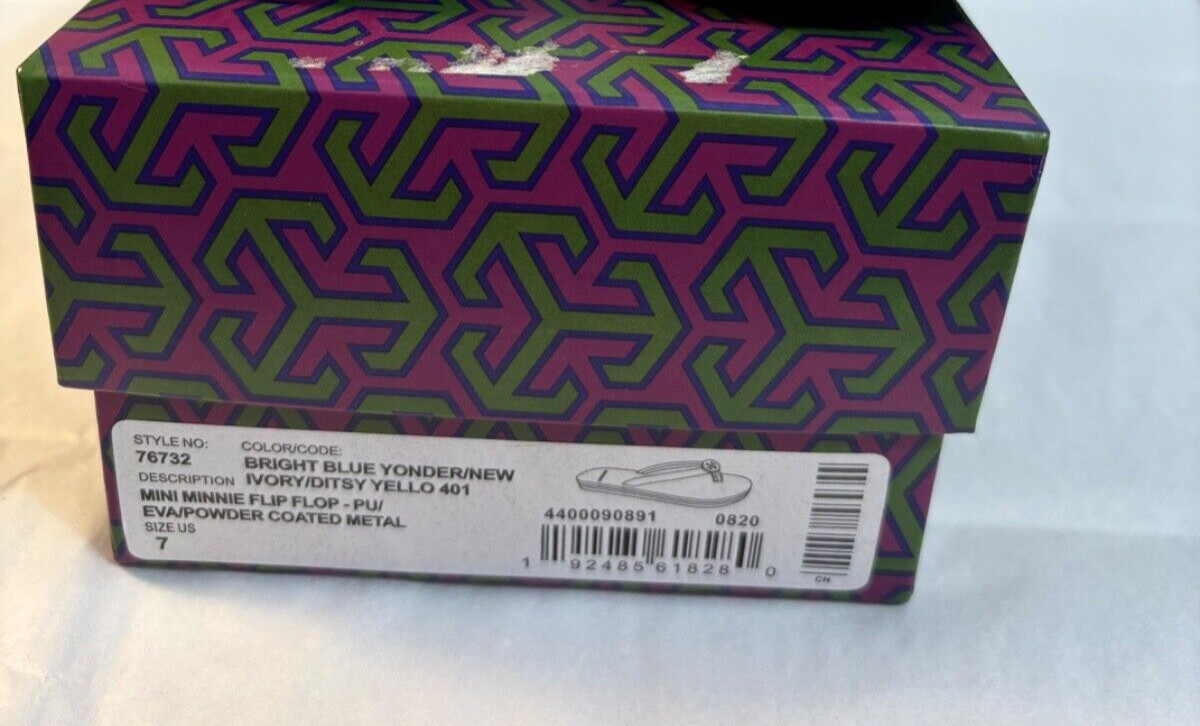 STYLE NO:
76732
COLOR/CODE:
BRIGHT BLUE YONDER/NEW
IVORY/DITSY YELLO 401
DESCRIPTION
MINI MINNIE FLIP FLOP - PU/
EVA/POWDER COATED METAL
SIZE US
7
4400090891 0820
1 92485 61828 0
CN